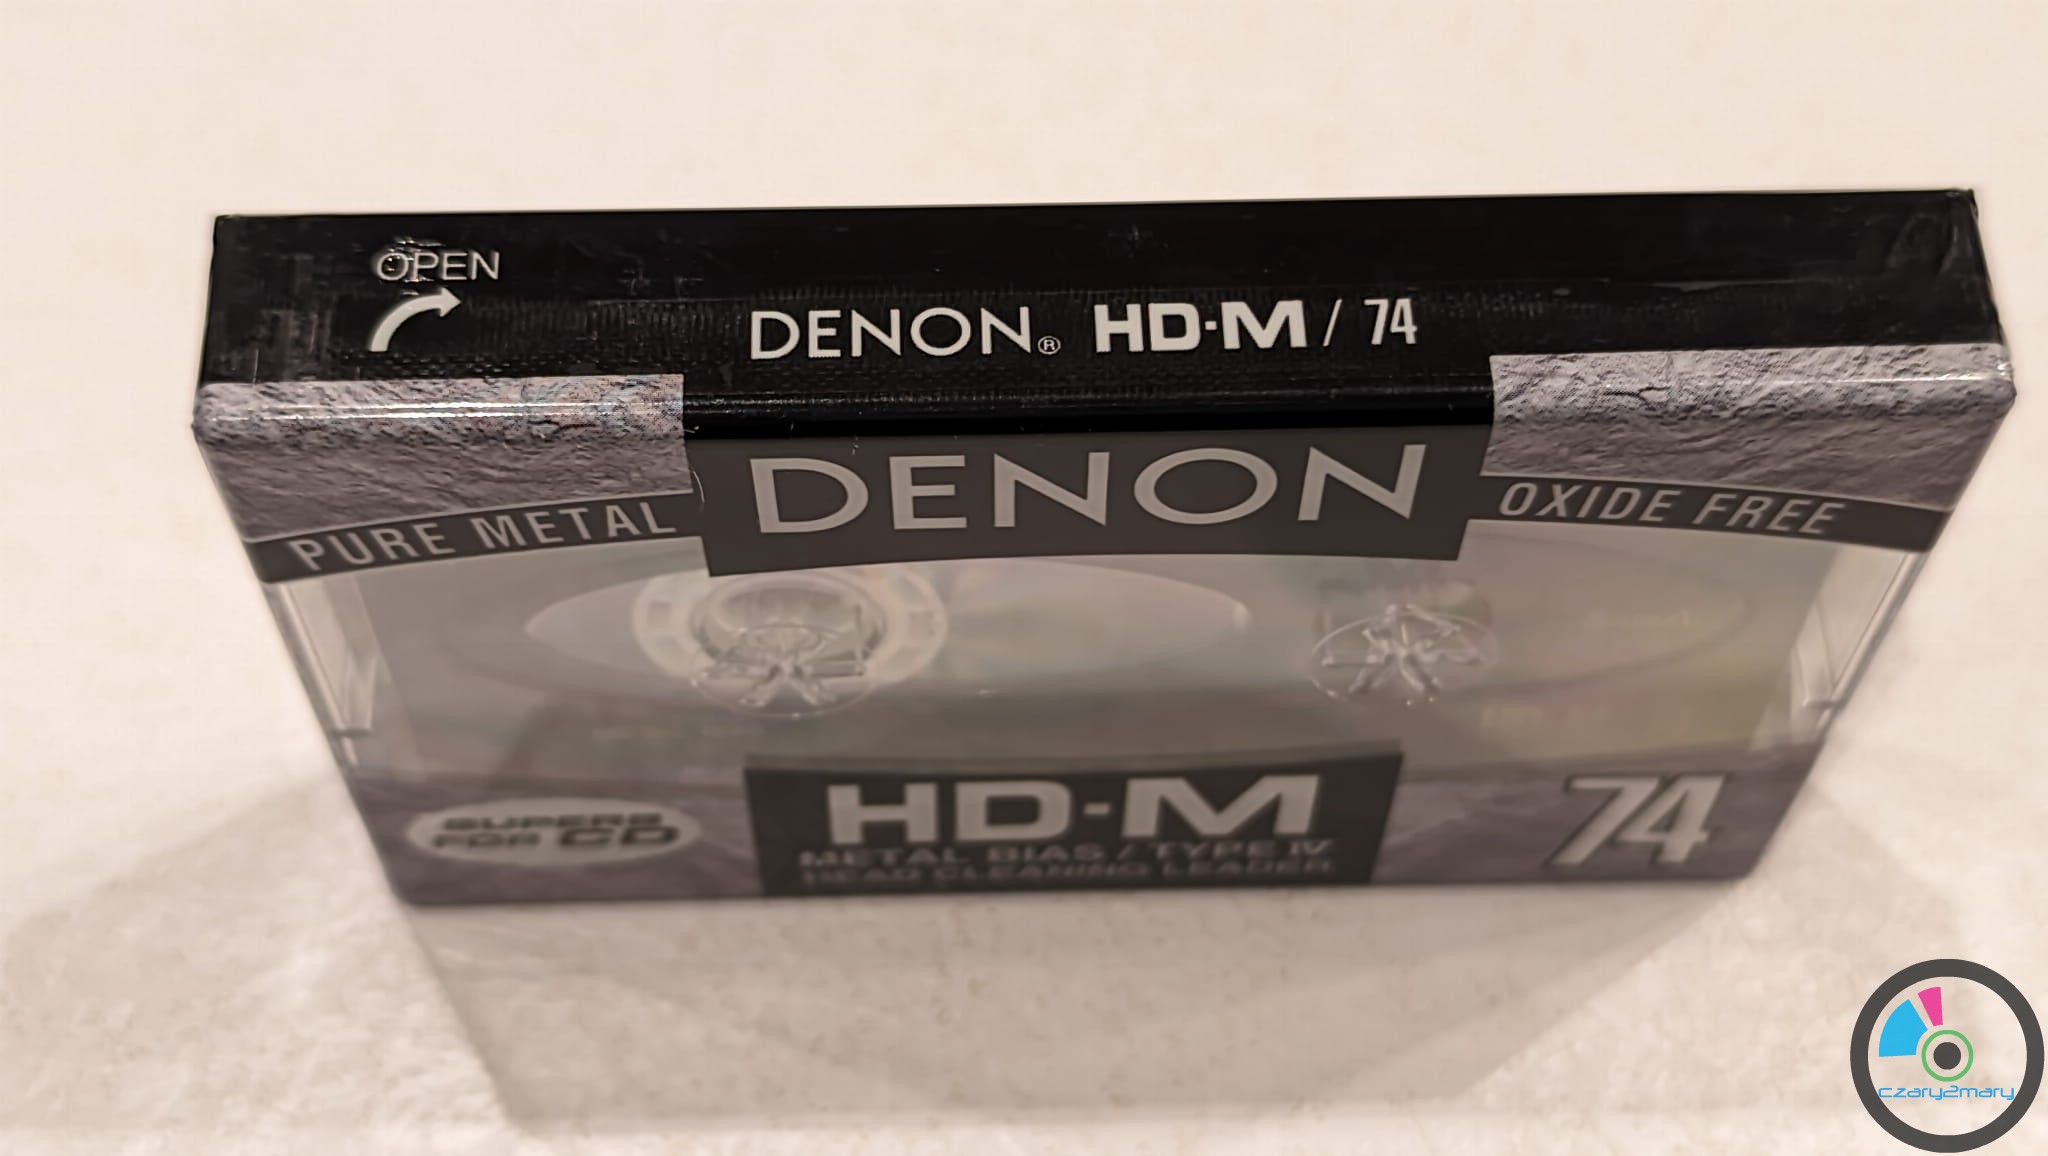 OPEN
DENON® HD·M / 74
PURE METAL DENON OXIDE FREE
SUPERB
FOR CD
HD·M
METAL BIAS / TYPE IV
HEAD CLEANING LEADER
74
czary2mary